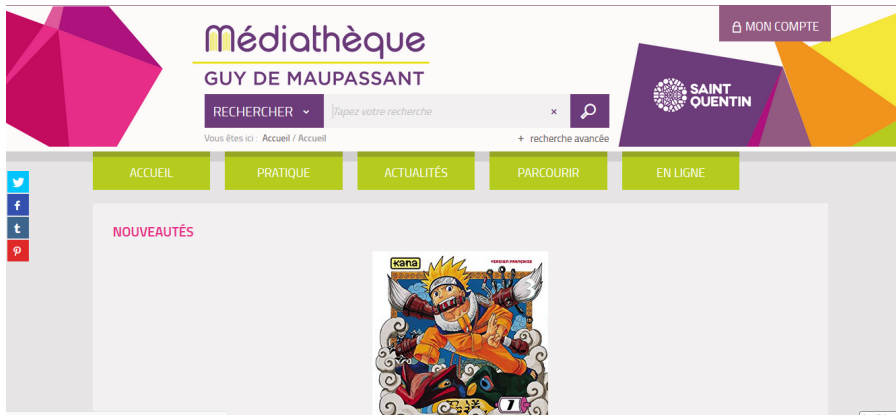 Médiathèque
GUY DE MAUPASSANT
MON COMPTE
SAINT
QUENTIN
RECHERCHER
Tapez votre recherche
×
Vous êtes ici : Accueil / Accueil
+ recherche avancée
ACCUEIL
PRATIQUE
ACTUALITÉS
PARCOURIR
EN LIGNE
NOUVEAUTÉS
Kana
VERSION FRANÇAISE
1